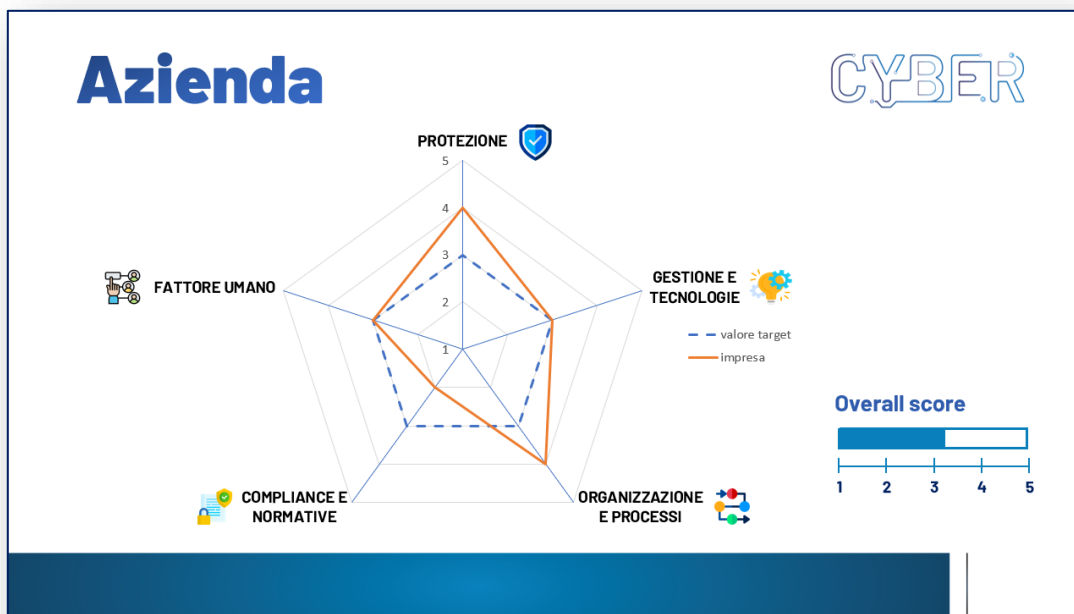 Azienda
CYBER
PROTEZIONE
5
4
3
2
1
GESTIONE E
TECNOLOGIE
FATTORE UMANO
valore target
impresa
Overall score
1 2 3 4 5
COMPLIANCE E
NORMATIVE
ORGANIZZAZIONE
E PROCESSI